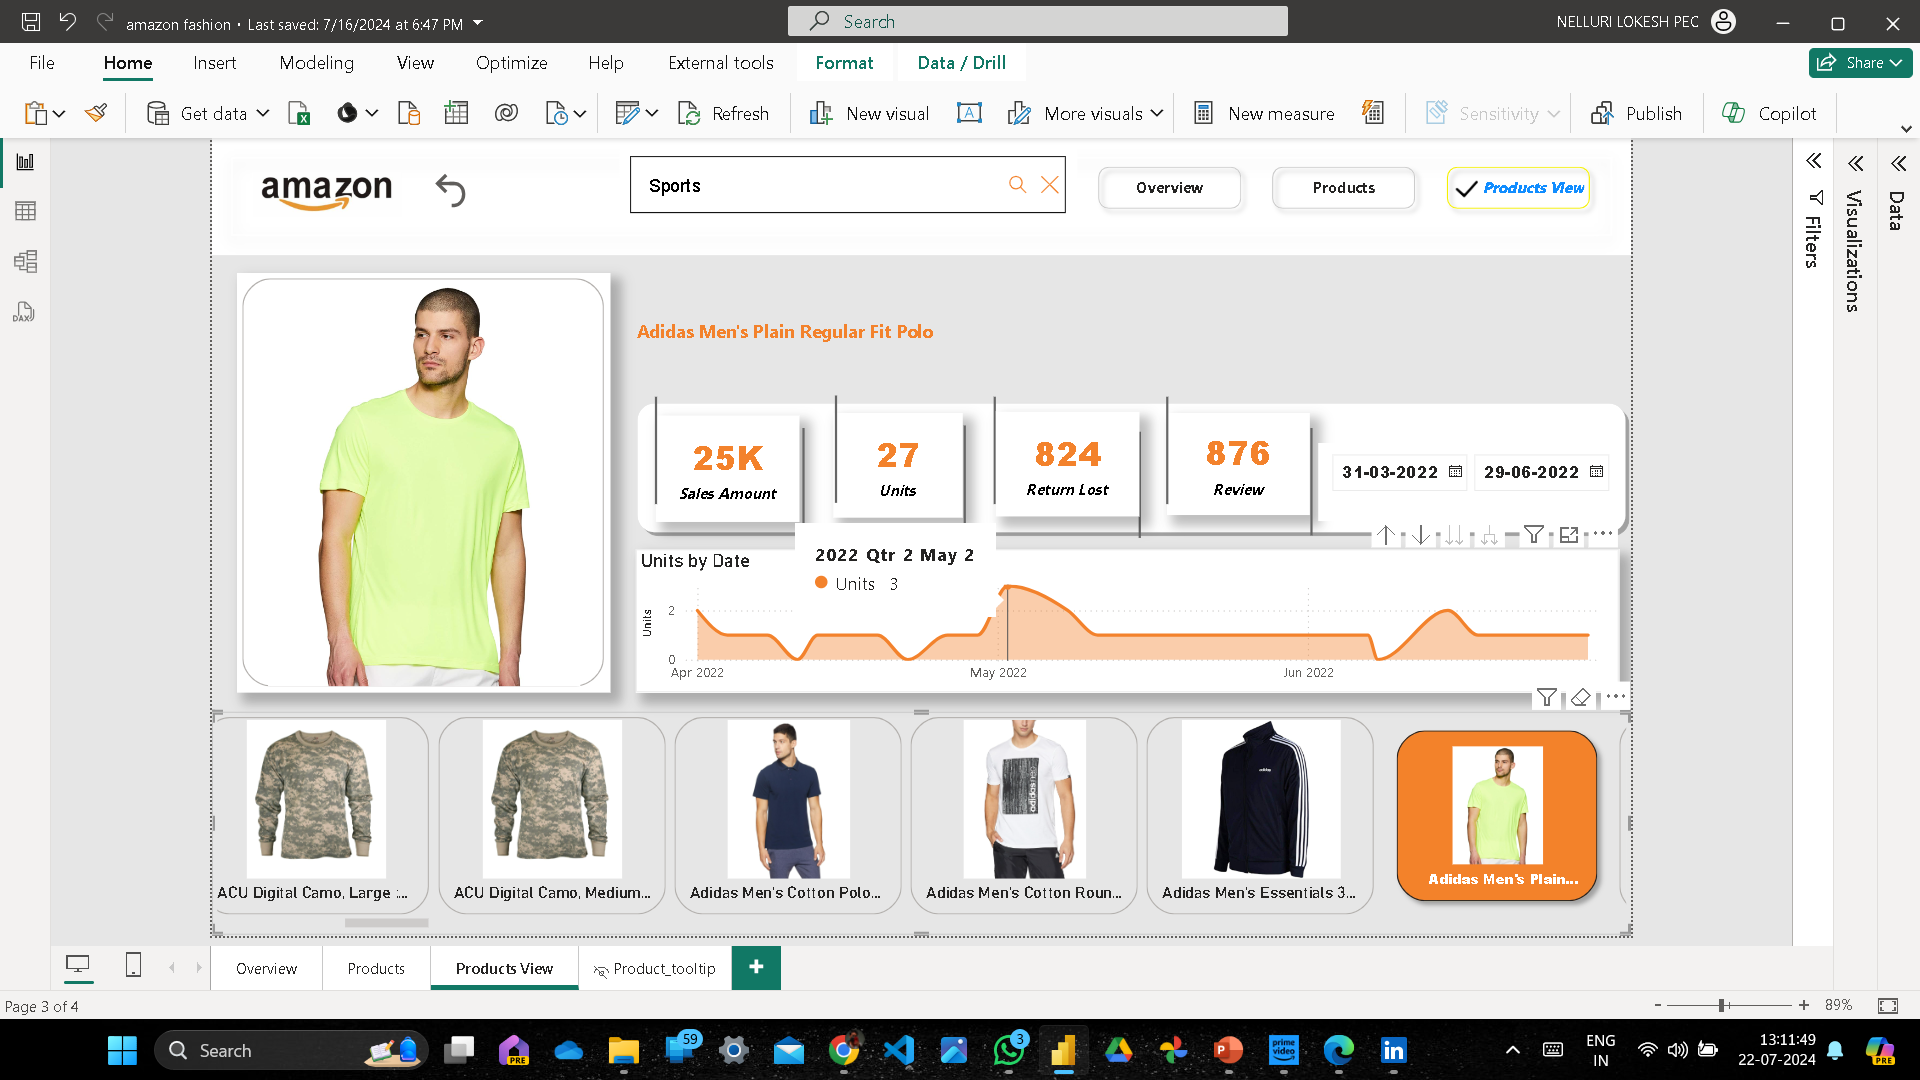 amazon fashion • Last saved: 7/16/2024 at 6:47 PM
Search
NELLURI LOKESH PEC
File Home Insert Modeling View Optimize Help External tools Format Data / Drill
Share
Get data
Refresh
New visual
More visuals
New measure
Sensitivity
Publish
Copilot
DAX
amazon
Sports
Overview
Products
Products View
Filters
Visualizations
Data
Adidas Men's Plain Regular Fit Polo
25K
Sales Amount
27
Units
824
Return Lost
876
Review
31-03-2022
29-06-2022
Units by Date
2022 Qtr 2 May 2
Units 3
Units
2
0
Apr 2022
May 2022
Jun 2022
ACU Digital Camo, Large :...
ACU Digital Camo, Medium...
Adidas Men's Cotton Polo...
Adidas Men's Cotton Roun...
Adidas Men's Essentials 3...
Adidas Men's Plain...
Overview
Products
Products View
Product_tooltip
Page 3 of 4
- + 89%
Search
PRE
59
3
prime video
ENG
IN
13:11:49
22-07-2024
PRE